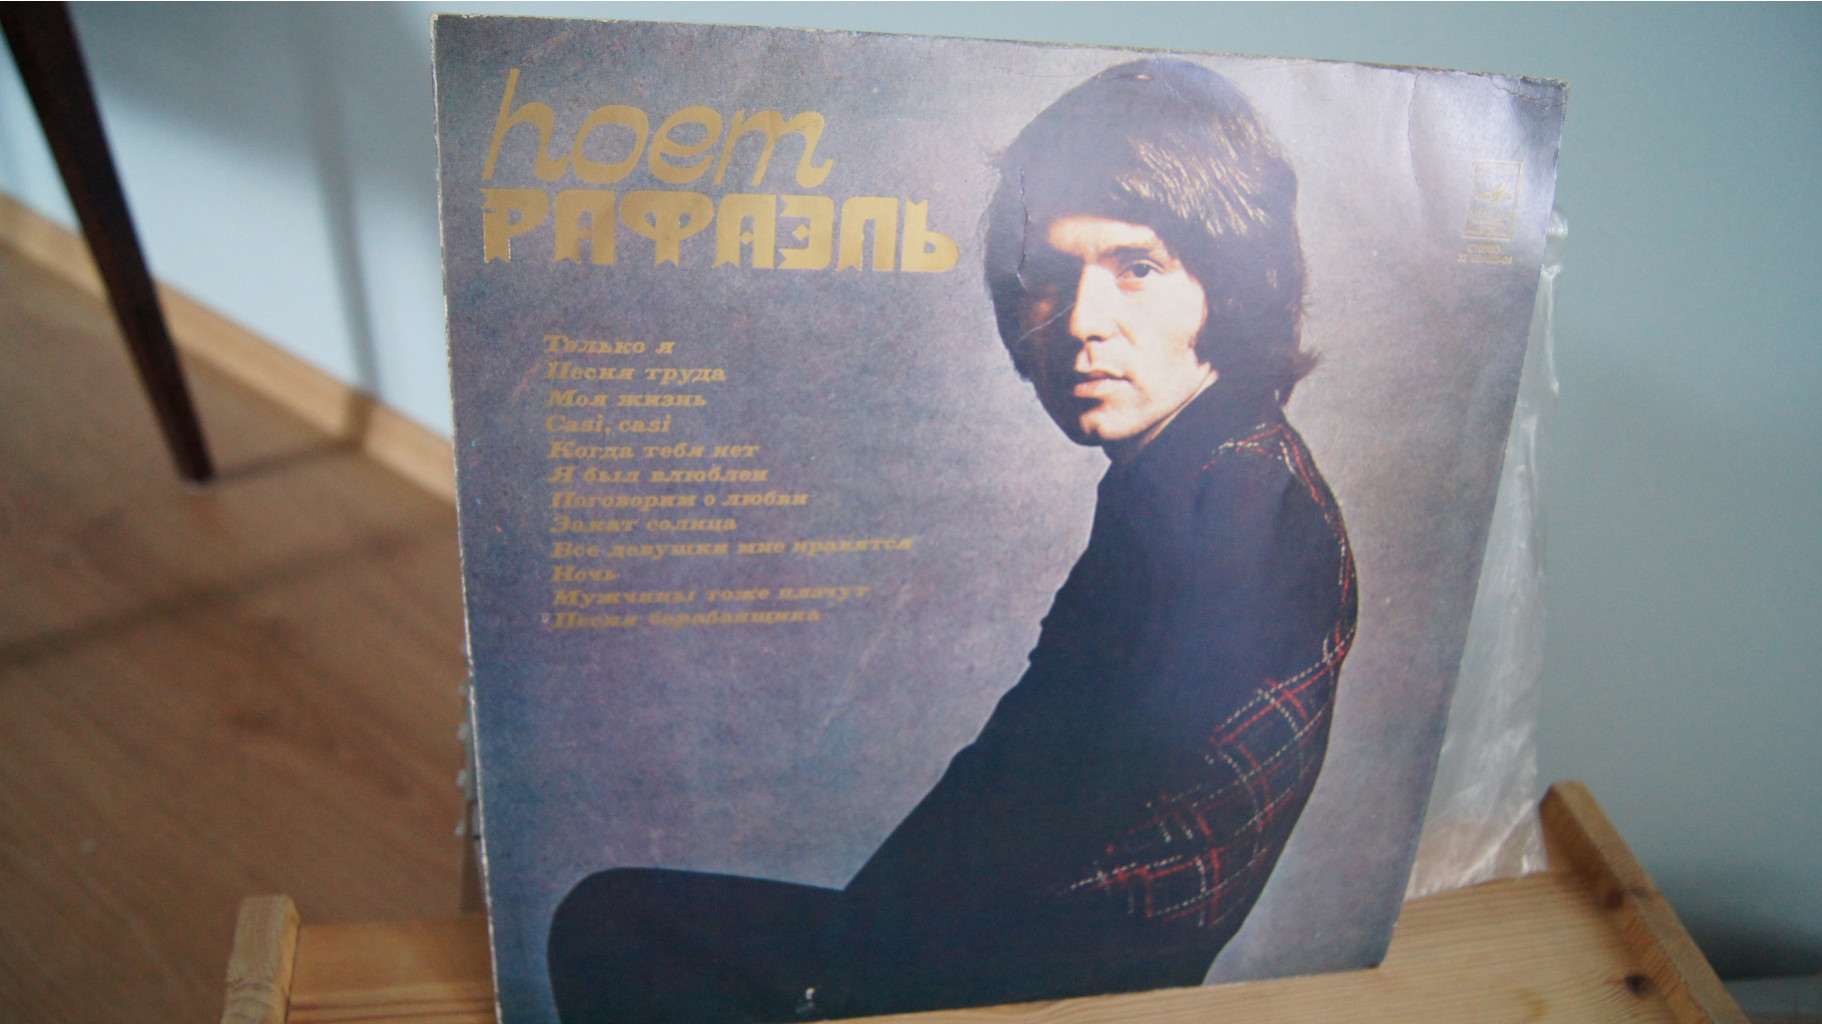 поет
РАФАЭЛЬ
Только я
Песня труда
Моя жизнь
Casi, casi
Когда тебя нет
Я был влюблен
Поговорим о любви
Закат солнца
Все девушки мне нравятся
Ночь
Мужчины тоже плачут
Песня барабанщика